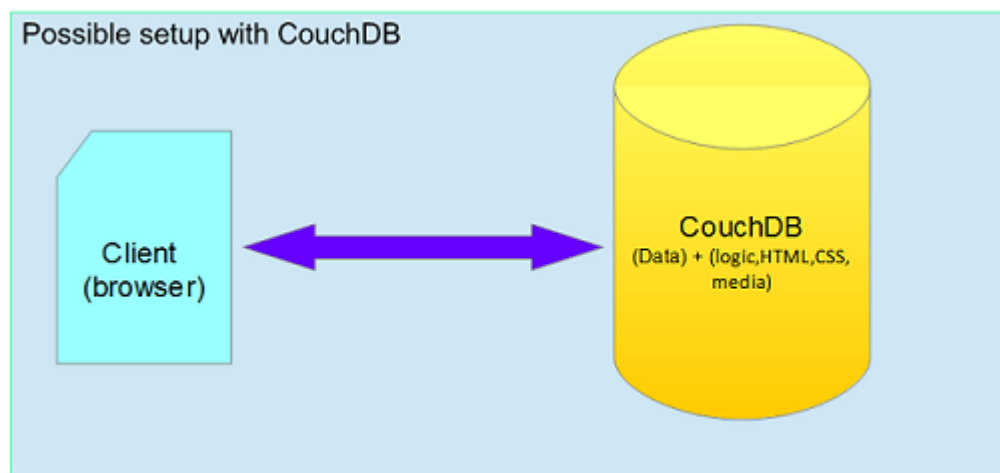 Possible setup with CouchDB
Client
(browser)
CouchDB
(Data) + (logic,HTML,CSS,
media)